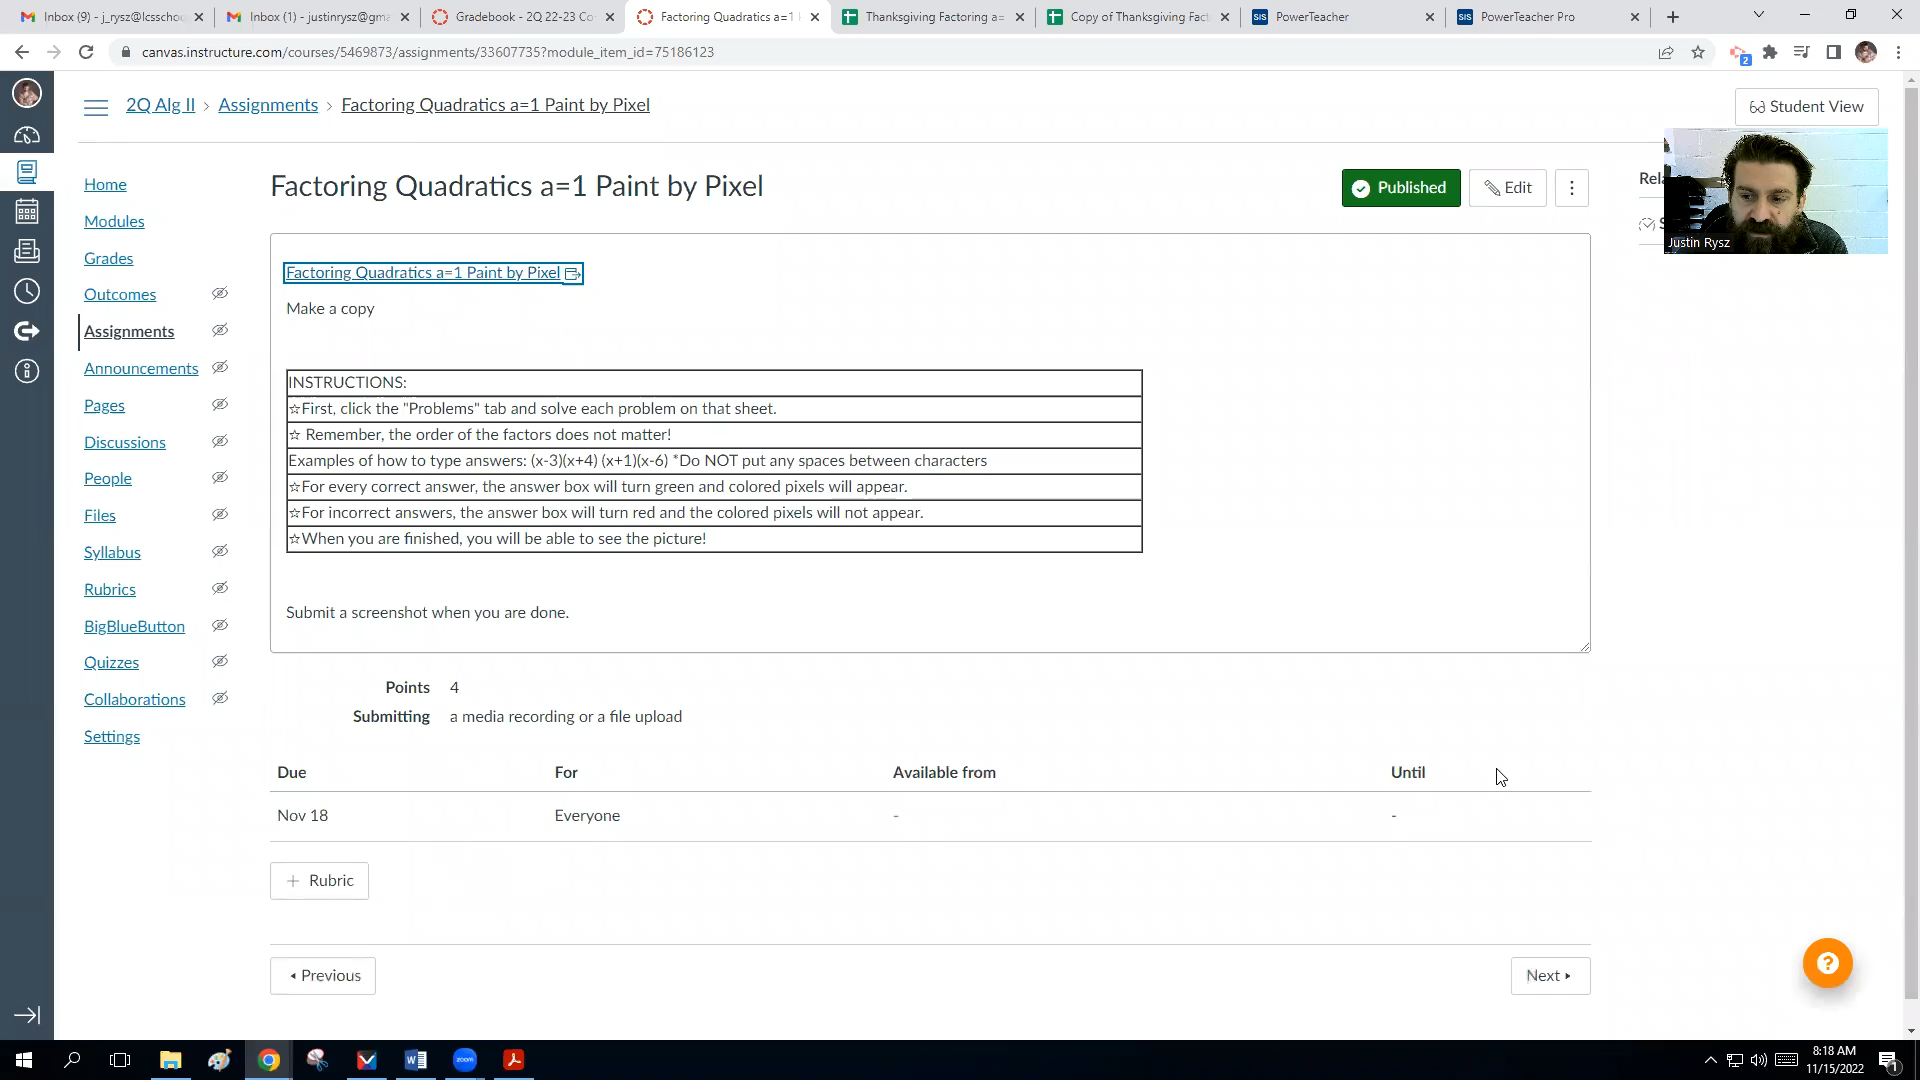 Inbox (9) - j_rysz@lcsschoo
Inbox (1) - justinrysz@gma
Gradebook - 2Q 22-23 Co
Factoring Quadratics a=1
Thanksgiving Factoring a=
Copy of Thanksgiving Fac
SIS PowerTeacher
SIS PowerTeacher Pro
canvas.instructure.com/courses/5469873/assignments/33607735?module_item_id=75186123
2
2Q Alg II › Assignments › Factoring Quadratics a=1 Paint by Pixel
Student View
Home
Modules
Grades
Outcomes
Assignments
Announcements
Pages
Discussions
People
Files
Syllabus
Rubrics
BigBlueButton
Quizzes
Collaborations
Settings
Factoring Quadratics a=1 Paint by Pixel
Published
Edit
Rela
Justin Rysz
Factoring Quadratics a=1 Paint by Pixel
Make a copy
INSTRUCTIONS:
☆First, click the "Problems" tab and solve each problem on that sheet.
☆ Remember, the order of the factors does not matter!
Examples of how to type answers: (x-3)(x+4) (x+1)(x-6) *Do NOT put any spaces between characters
☆For every correct answer, the answer box will turn green and colored pixels will appear.
☆For incorrect answers, the answer box will turn red and the colored pixels will not appear.
☆When you are finished, you will be able to see the picture!
Submit a screenshot when you are done.
Points 4
Submitting a media recording or a file upload
Due For Available from Until
Nov 18 Everyone - -
+ Rubric
◂ Previous
Next ▸
zoom
8:18 AM
11/15/2022
1